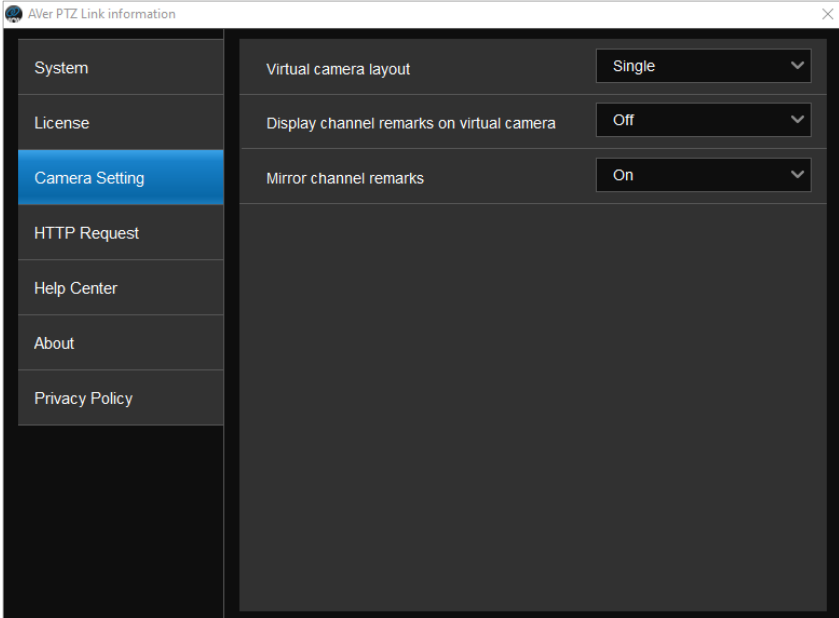 AVer PTZ Link information
System
License
Camera Setting
HTTP Request
Help Center
About
Privacy Policy
Virtual camera layout Single
Display channel remarks on virtual camera Off
Mirror channel remarks On